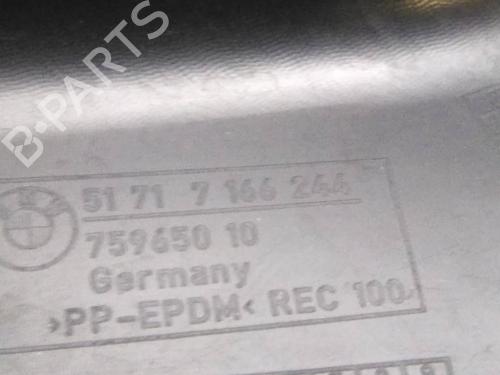 B-PARTS
51 71 7 166 244
759650 10
Germany
>PP-EPDM< REC 100